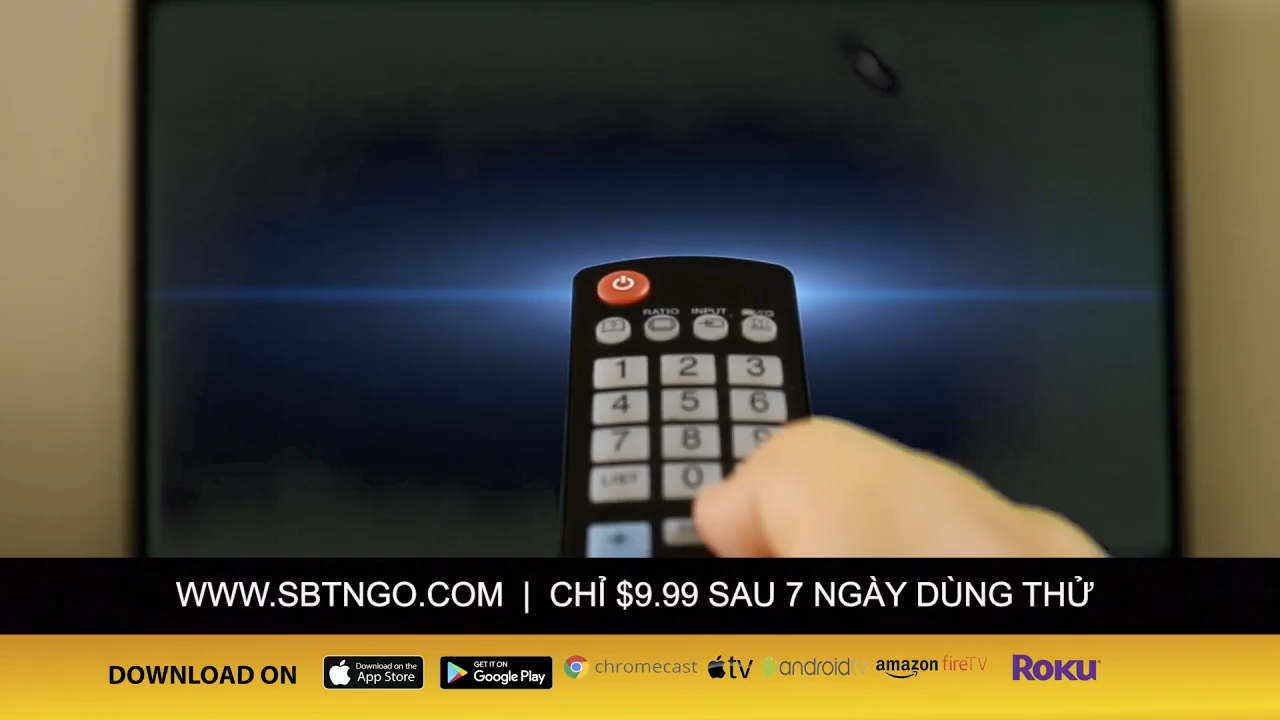 RATIO INPUT
1 2 3
4 5 6
7 8 9
LIST 0
WWW.SBTNGO.COM | CHỈ $9.99 SAU 7 NGÀY DÙNG THỬ
DOWNLOAD ON Download on the App Store GET IT ON Google Play chromecast tv androidtv amazon fireTV ROKU